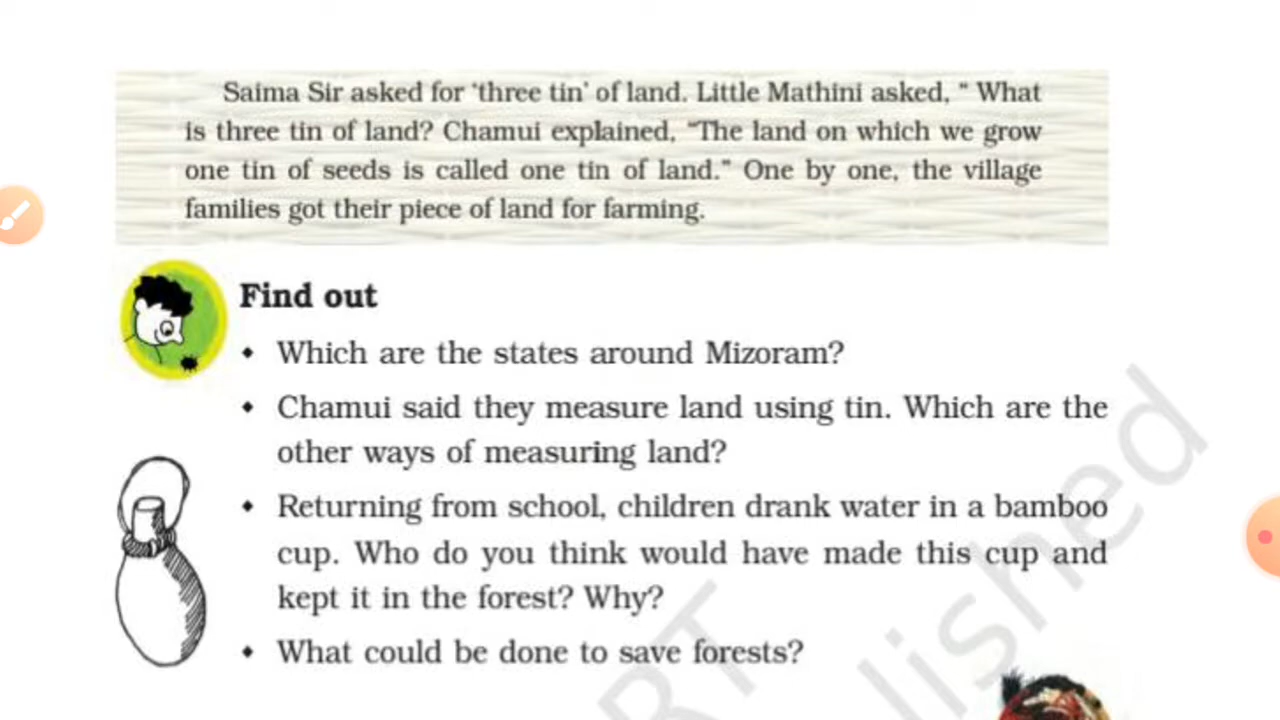 Saima Sir asked for 'three tin' of land. Little Mathini asked, " What
is three tin of land? Chamui explained, "The land on which we grow
one tin of seeds is called one tin of land." One by one, the village
families got their piece of land for farming.
Find out
• Which are the states around Mizoram?
• Chamui said they measure land using tin. Which are the
other ways of measuring land?
• Returning from school, children drank water in a bamboo
cup. Who do you think would have made this cup and
kept it in the forest? Why?
• What could be done to save forests?